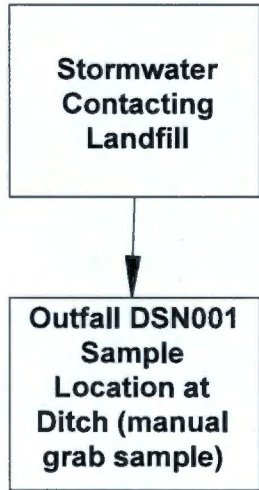 Stormwater
Contacting
Landfill
Outfall DSN001
Sample
Location at
Ditch (manual
grab sample)